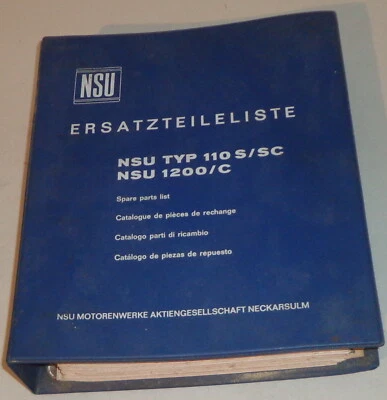 NSU
ERSATZTEILELISTE
NSU TYP 110 S/SC
NSU 1200/C
Spare parts list
Catalogue de pièces de rechange
Catalogo parti di ricambio
Catálogo de piezas de repuesto
NSU MOTORENWERKE AKTIENGESELLSCHAFT NECKARSULM